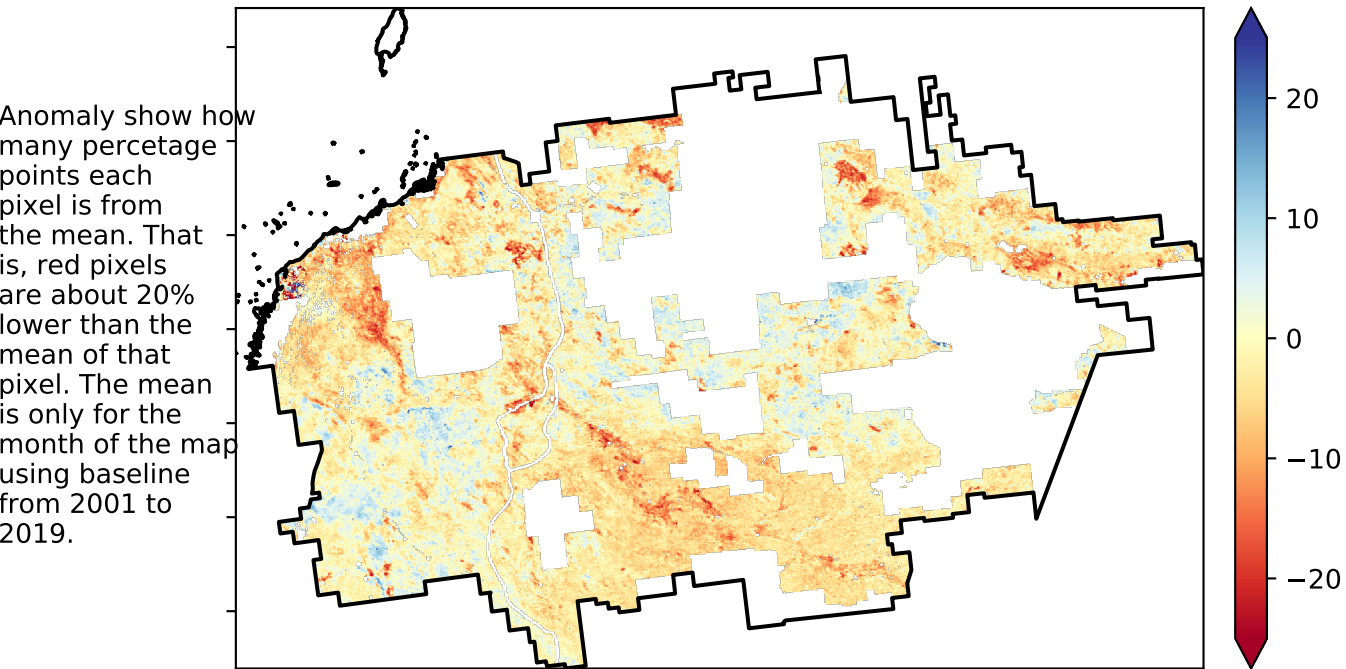 Anomaly show how
many percetage
points each
pixel is from
the mean. That
is, red pixels
are about 20%
lower than the
mean of that
pixel. The mean
is only for the
month of the map
using baseline
from 2001 to
2019.
20
10
0
−10
−20